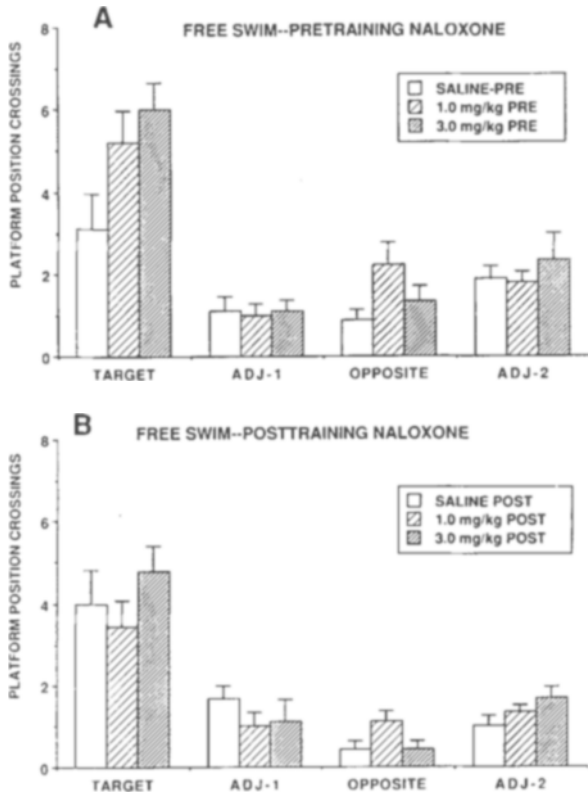 A
FREE SWIM--PRETRAINING NALOXONE
PLATFORM POSITION CROSSINGS
8
6
4
2
0
SALINE-PRE
1.0 mg/kg PRE
3.0 mg/kg PRE
TARGET ADJ-1 OPPOSITE ADJ-2
B
FREE SWIM--POSTTRAINING NALOXONE
PLATFORM POSITION CROSSINGS
8
6
4
2
0
SALINE POST
1.0 mg/kg POST
3.0 mg/kg POST
TARGET ADJ-1 OPPOSITE ADJ-2